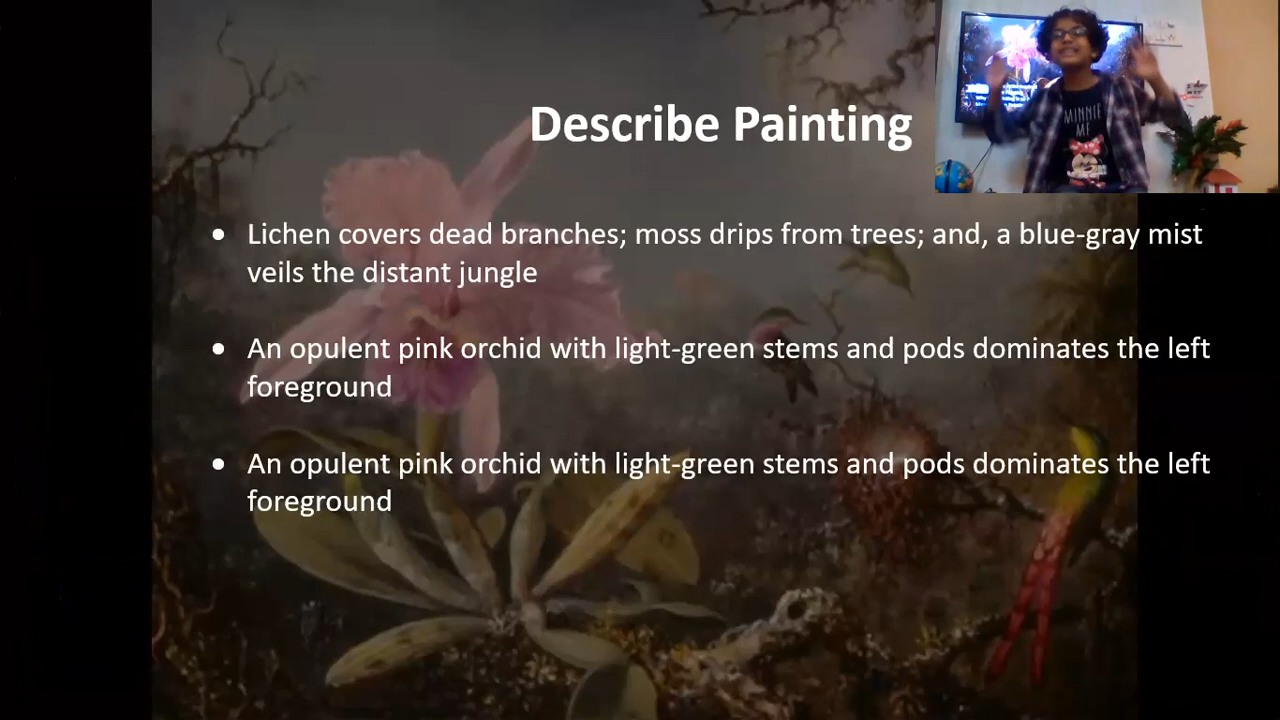 Describe Painting
MINNIE
ME
• Lichen covers dead branches; moss drips from trees; and, a blue-gray mist
veils the distant jungle
• An opulent pink orchid with light-green stems and pods dominates the left
foreground
• An opulent pink orchid with light-green stems and pods dominates the left
foreground